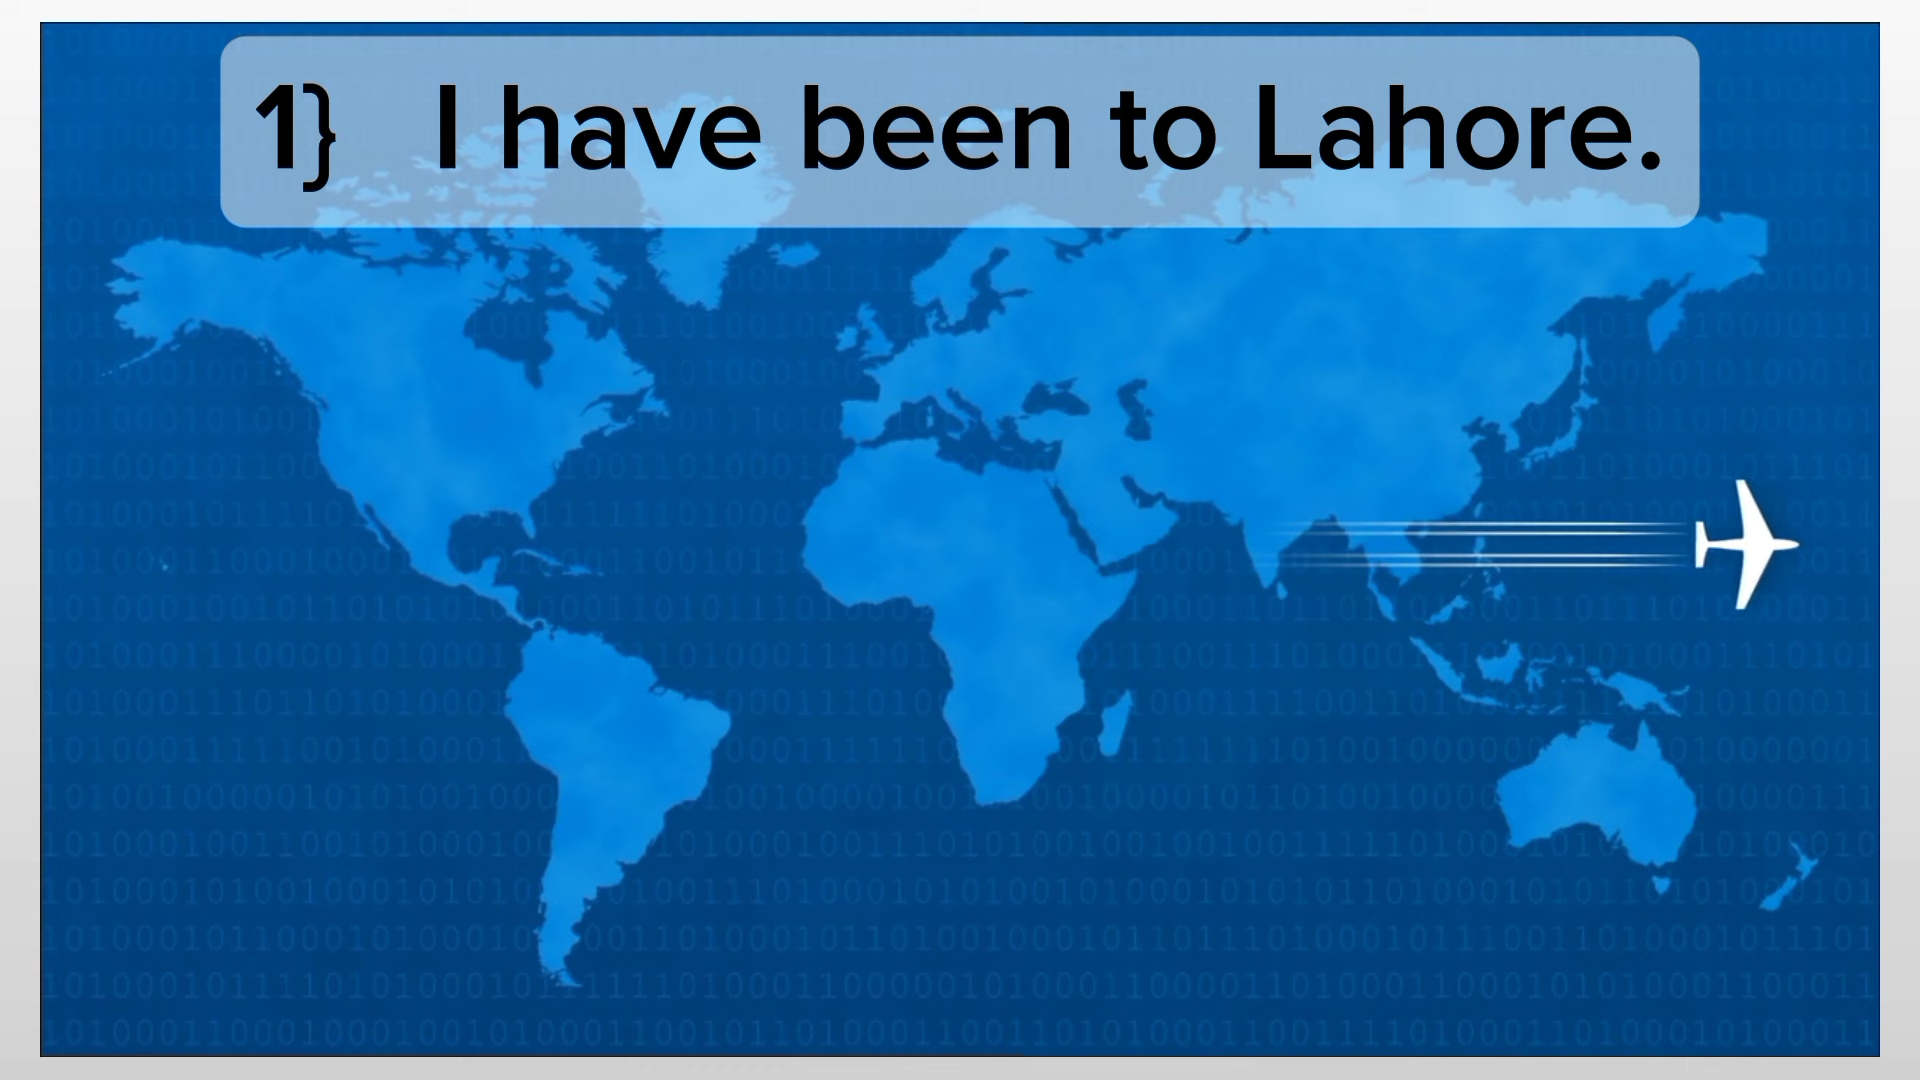 1} I have been to Lahore.